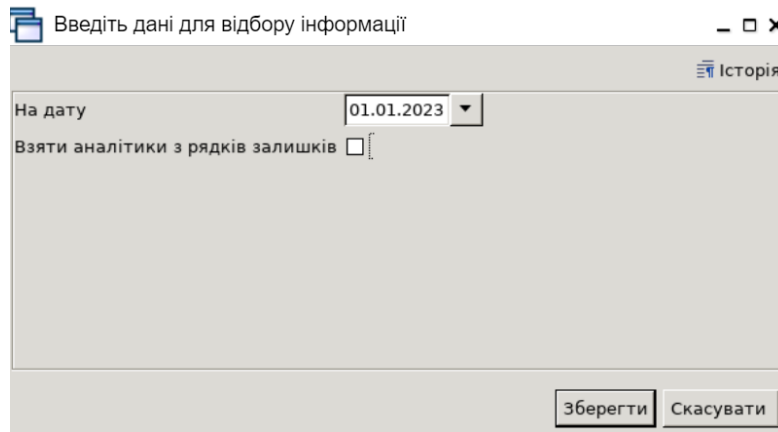 Введіть дані для відбору інформації
Історія
На дату 01.01.2023
Взяти аналітики з рядків залишків
Зберегти Скасувати